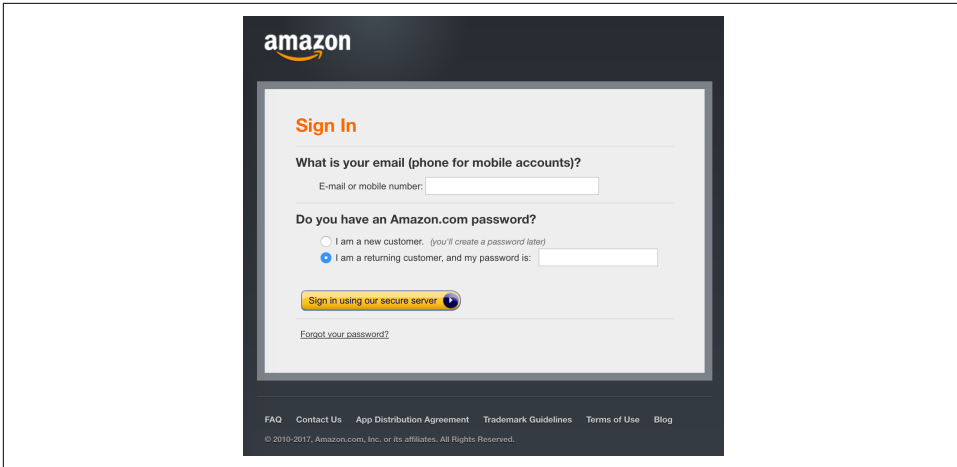 amazon
Sign In
What is your email (phone for mobile accounts)?
E-mail or mobile number:
Do you have an Amazon.com password?
I am a new customer. (you'll create a password later)
I am a returning customer, and my password is:
Sign in using our secure server
Forgot your password?
FAQ Contact Us App Distribution Agreement Trademark Guidelines Terms of Use Blog
© 2010-2017, Amazon.com, Inc. or its affiliates. All Rights Reserved.